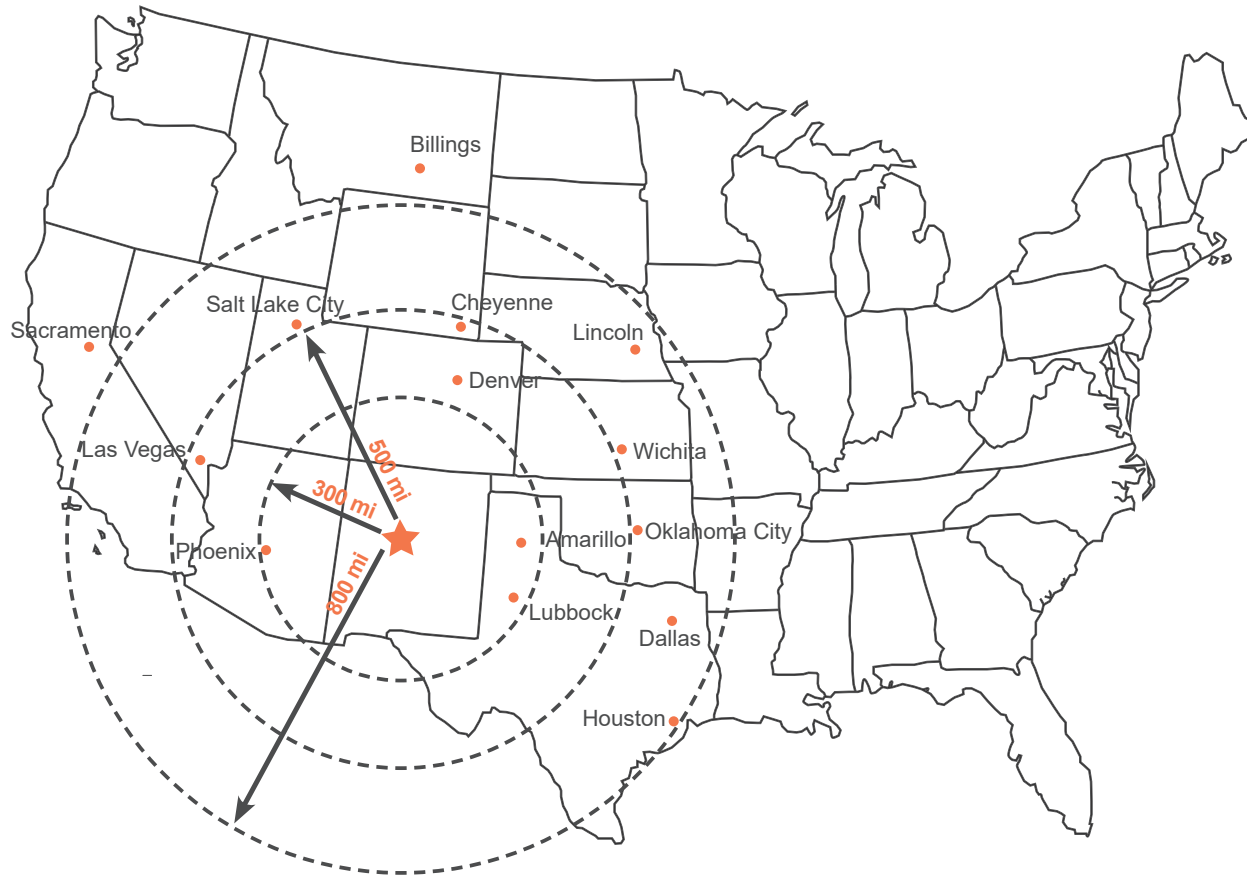 Billings
Salt Lake City
Cheyenne
Sacramento
Lincoln
Denver
Las Vegas
Wichita
500 mi
300 mi
Phoenix
Amarillo
Oklahoma City
800 mi
Lubbock
Dallas
Houston